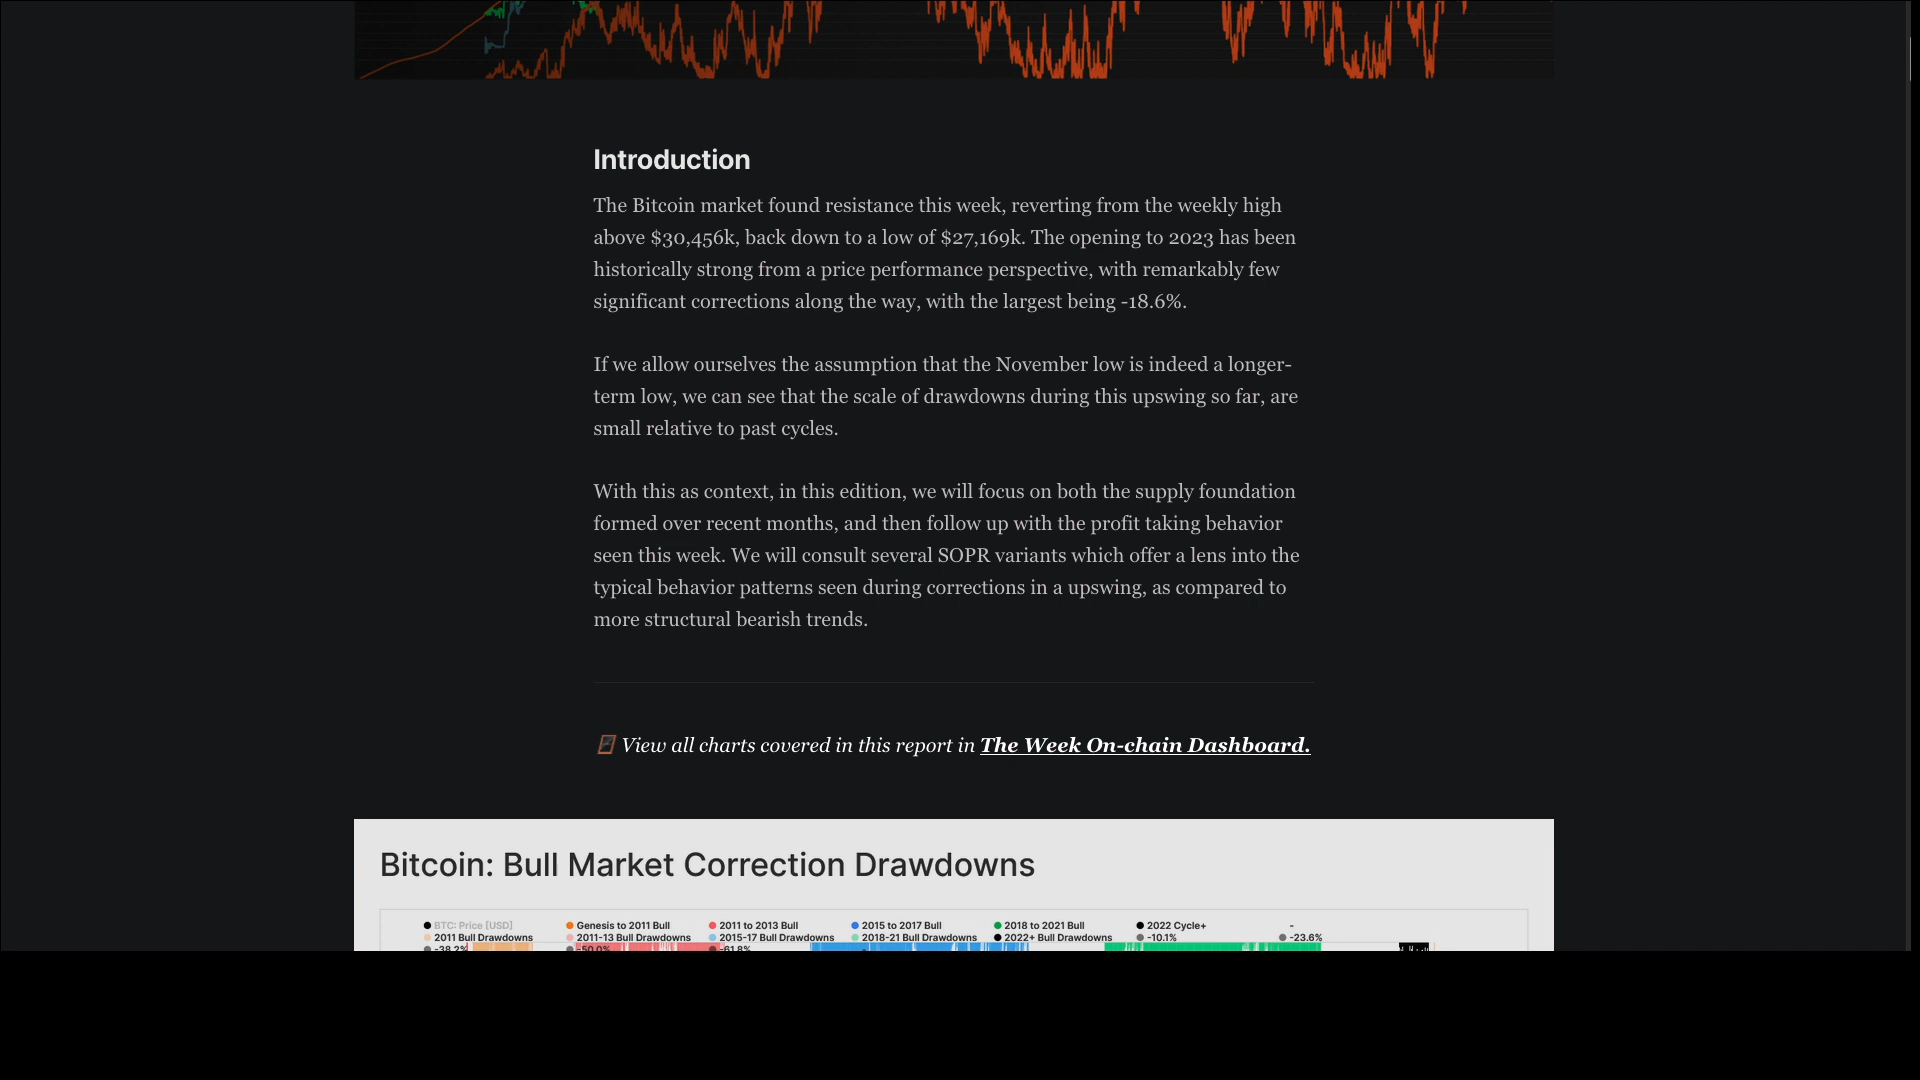 Introduction
The Bitcoin market found resistance this week, reverting from the weekly high
above $30,456k, back down to a low of $27,169k. The opening to 2023 has been
historically strong from a price performance perspective, with remarkably few
significant corrections along the way, with the largest being -18.6%.
If we allow ourselves the assumption that the November low is indeed a longer-
term low, we can see that the scale of drawdowns during this upswing so far, are
small relative to past cycles.
With this as context, in this edition, we will focus on both the supply foundation
formed over recent months, and then follow up with the profit taking behavior
seen this week. We will consult several SOPR variants which offer a lens into the
typical behavior patterns seen during corrections in a upswing, as compared to
more structural bearish trends.
View all charts covered in this report in The Week On-chain Dashboard.
Bitcoin: Bull Market Correction Drawdowns
BTC: Price [USD] Genesis to 2011 Bull 2011 to 2013 Bull 2015 to 2017 Bull 2018 to 2021 Bull 2022 Cycle+ -
2011 Bull Drawdowns 2011-13 Bull Drawdowns 2015-17 Bull Drawdowns 2018-21 Bull Drawdowns 2022+ Bull Drawdowns -10.1% -23.6%
-38.2% -50.0% -61.8%